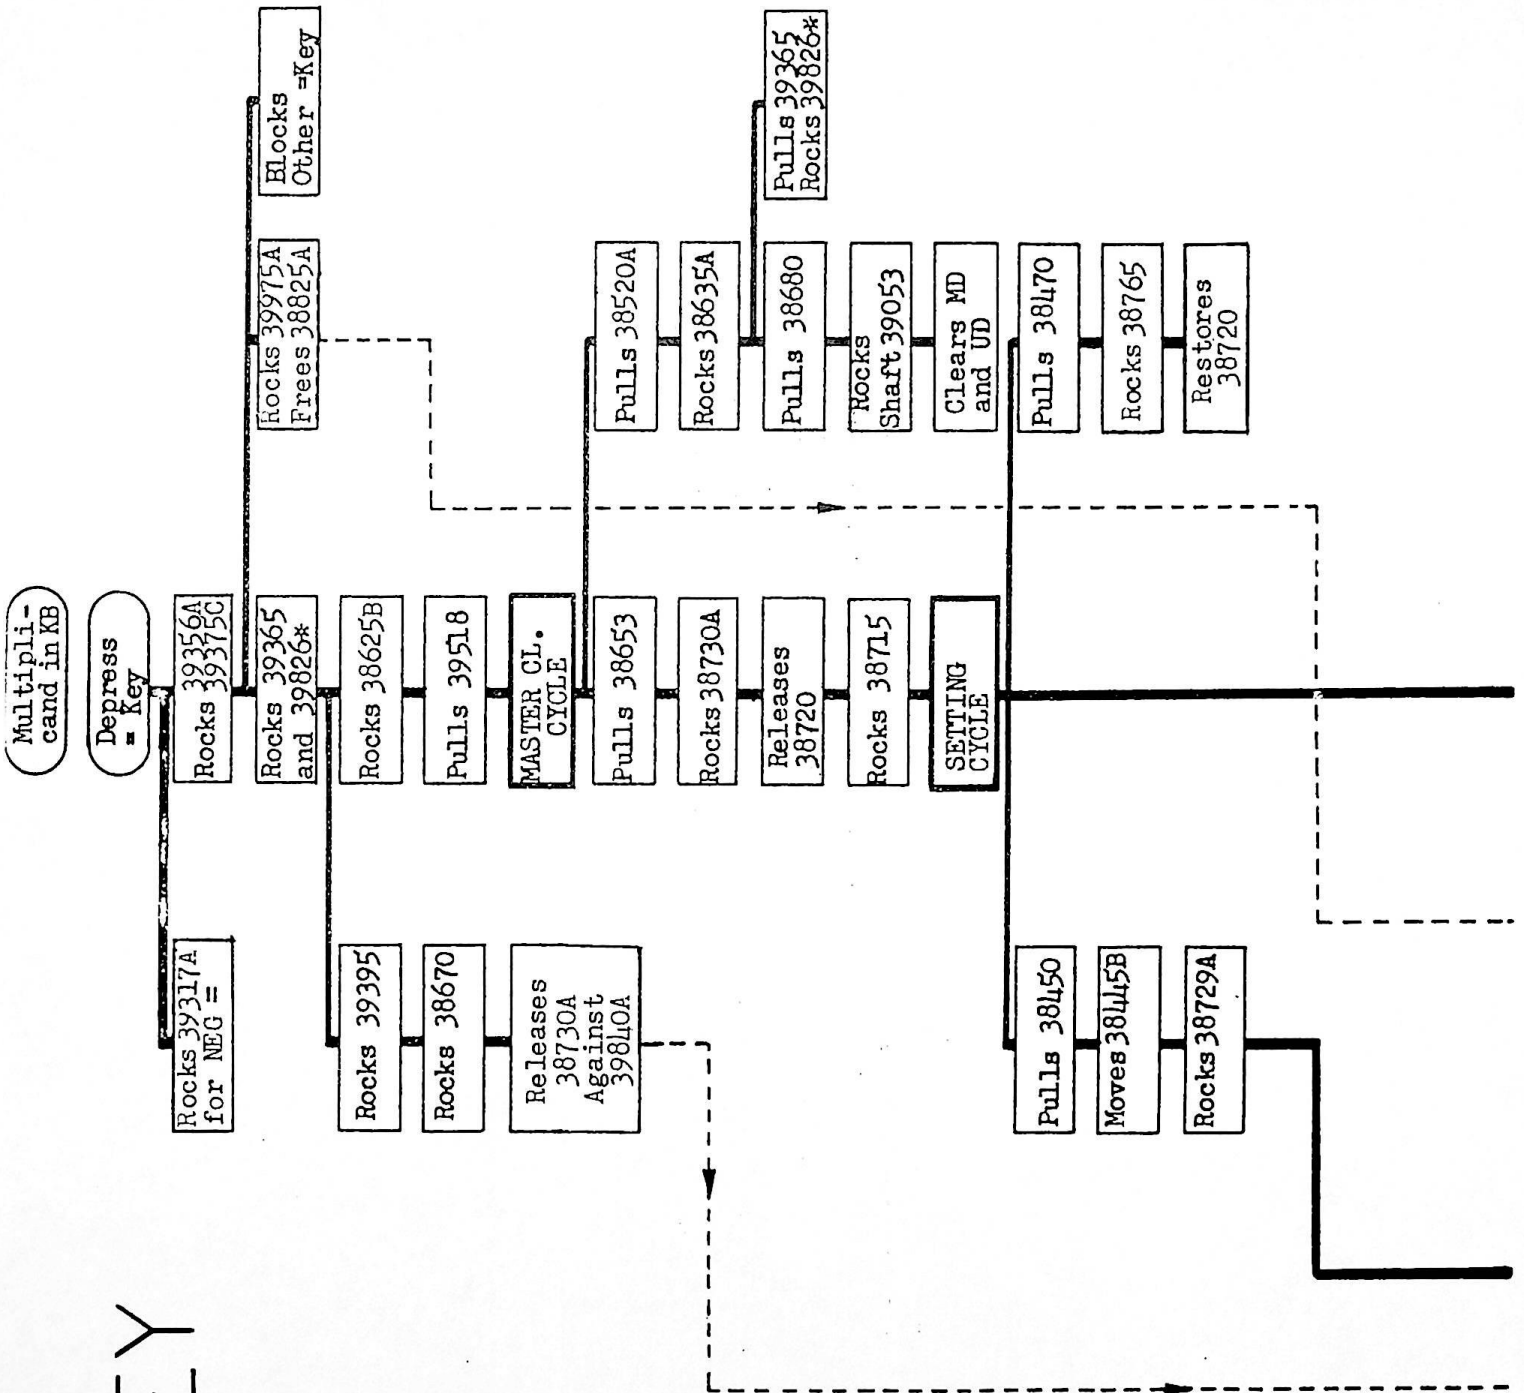 Multipli-
cand in KB
Depress
= Key
Rocks 39317A
for NEG =
Rocks 39356A
39375C
Rocks 39365
and 39826*
Rocks 39975A
Frees 38825A
Blocks
Other =Key
Rocks 39395
Rocks 38670
Releases
38730A
Against
39840A
Rocks 38625B
Pulls 39518
MASTER CL.
CYCLE
Pulls 38653
Rocks 38730A
Releases
38720
Rocks 38715
SETTING
CYCLE
Pulls 38520A
Rocks 38635A
Pulls 38680
Rocks
Shaft 39053
Clears MD
and UD
Pulls 39365
Rocks 39826*
Pulls 38450
Moves 38445B
Rocks 38729A
Pulls 38470
Rocks 38765
Restores
38720
Y